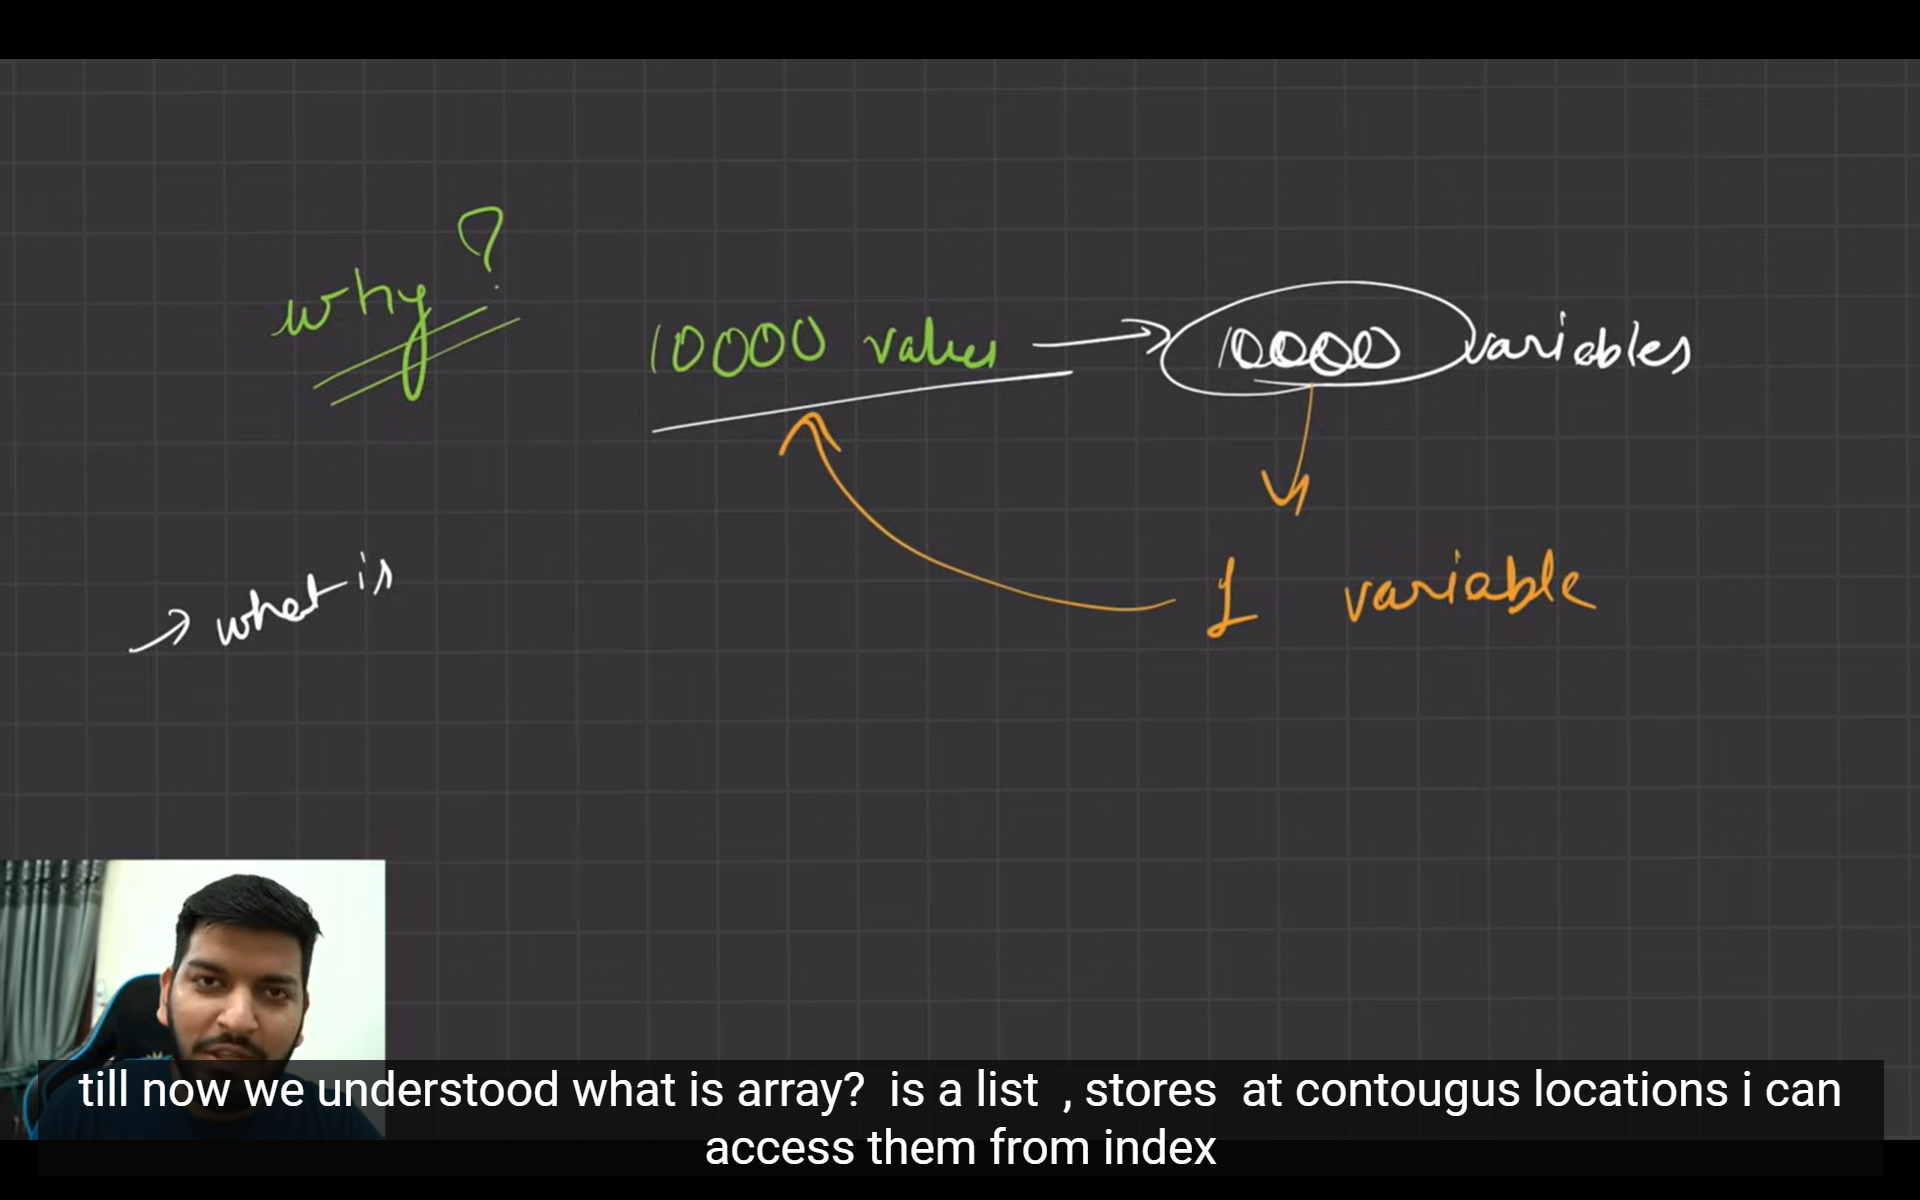 why?
10000 values → 10000 variables
1 variable
→ what is
till now we understood what is array?  is a list  , stores  at contougus locations i can
access them from index